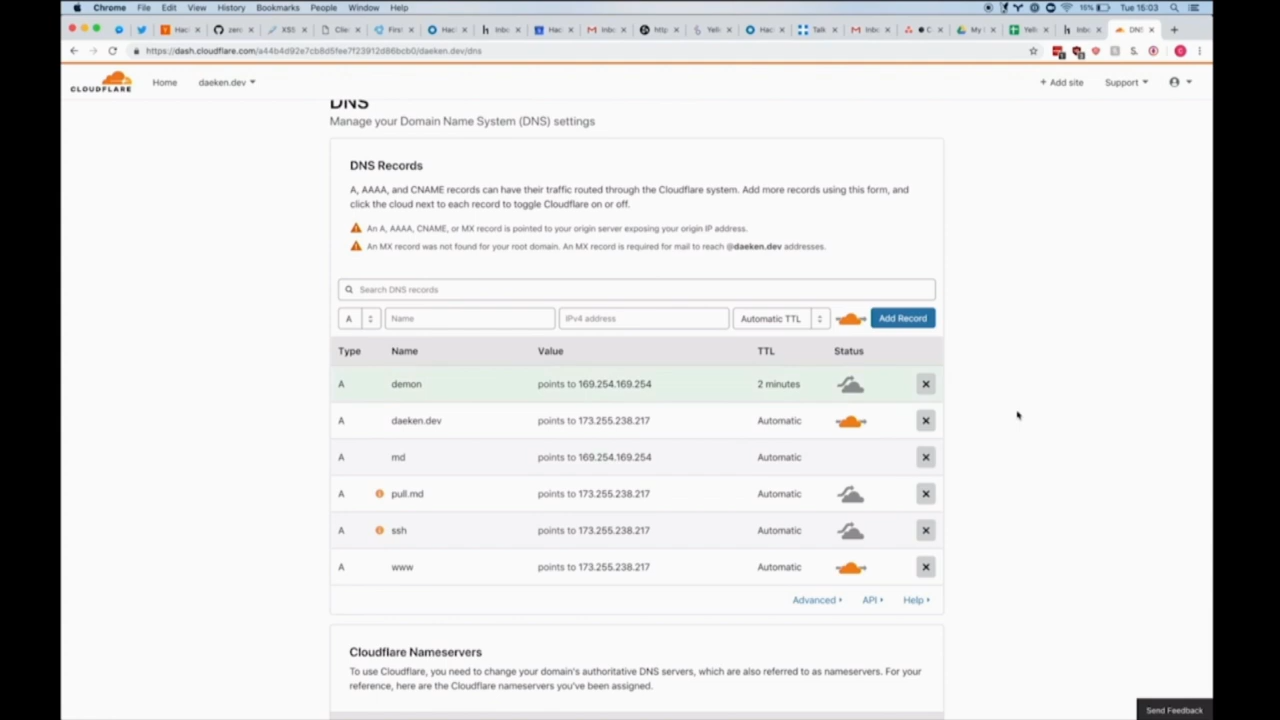 Chrome File Edit View History Bookmarks People Window Help 15% Tue 15:03
https://dash.cloudflare.com/a44b4d92e7cb8d5fee7f23912d86bcb0/daeken.dev/dns
CLOUDFLARE Home daeken.dev + Add site Support
DNS
Manage your Domain Name System (DNS) settings
DNS Records
A, AAAA, and CNAME records can have their traffic routed through the Cloudflare system. Add more records using this form, and
click the cloud next to each record to toggle Cloudflare on or off.
An A, AAAA, CNAME, or MX record is pointed to your origin server exposing your origin IP address.
An MX record was not found for your root domain. An MX record is required for mail to reach @daeken.dev addresses.
Search DNS records
A Name IPv4 address Automatic TTL Add Record
Type Name Value TTL Status
A demon points to 169.254.169.254 2 minutes
A daeken.dev points to 173.255.238.217 Automatic
A md points to 169.254.169.254 Automatic
A pull.md points to 173.255.238.217 Automatic
A ssh points to 173.255.238.217 Automatic
A www points to 173.255.238.217 Automatic
Advanced API Help
Cloudflare Nameservers
To use Cloudflare, you need to change your domain's authoritative DNS servers, which are also referred to as nameservers. For your
reference, here are the Cloudflare nameservers you've been assigned.
Send Feedback